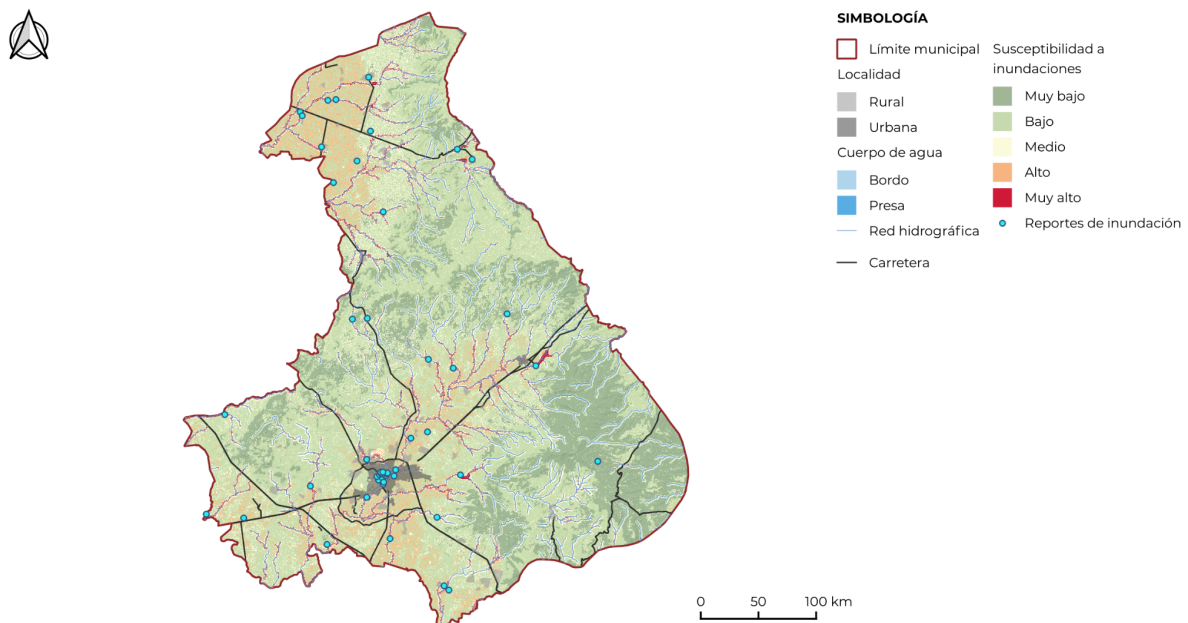 SIMBOLOGÍA
Límite municipal
Localidad
Rural
Urbana
Cuerpo de agua
Bordo
Presa
Red hidrográfica
Carretera
Susceptibilidad a
inundaciones
Muy bajo
Bajo
Medio
Alto
Muy alto
Reportes de inundación
0 50 100 km